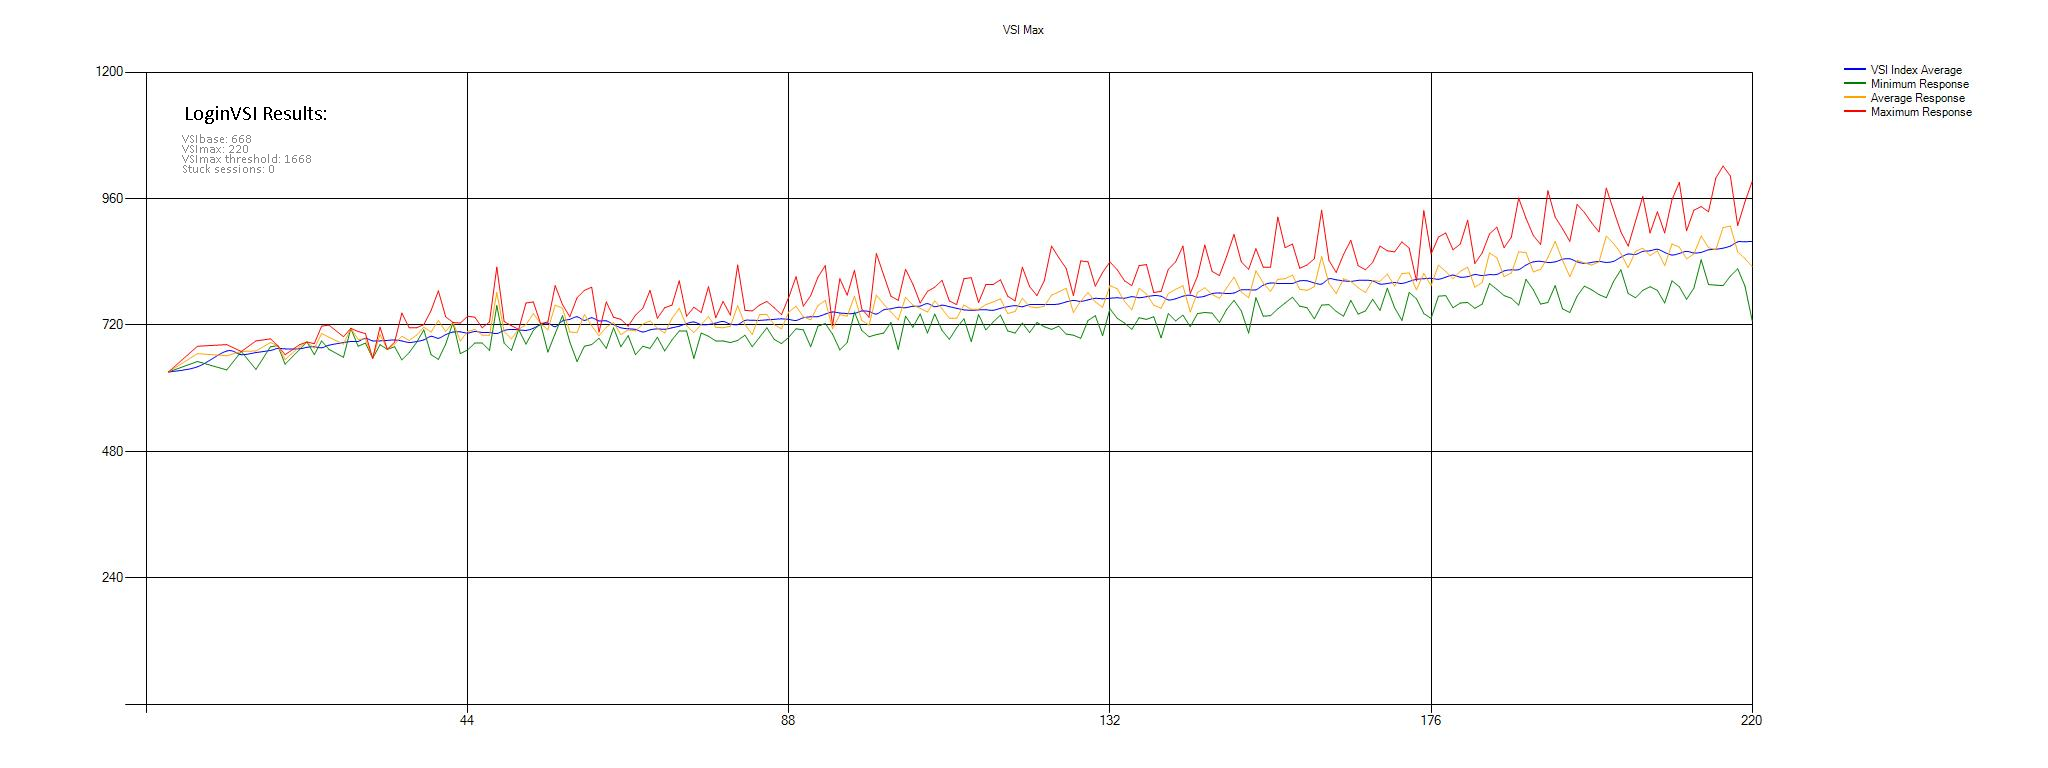 VSI Max
1200
960
720
480
240
LoginVSI Results:
VSIbase: 668
VSImax: 220
VSImax threshold: 1668
Stuck sessions: 0
44
88
132
176
220
VSI Index Average
Minimum Response
Average Response
Maximum Response